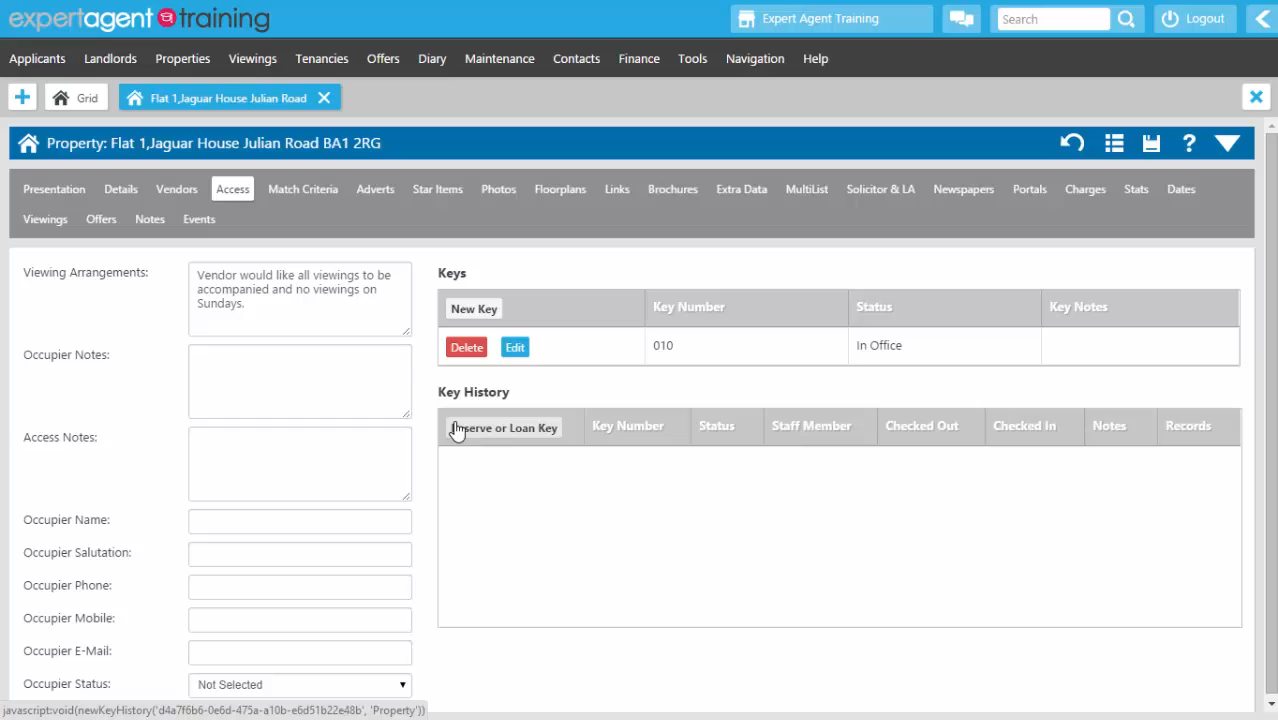 expertagent training
Expert Agent Training
Search
Logout
Applicants Landlords Properties Viewings Tenancies Offers Diary Maintenance Contacts Finance Tools Navigation Help
Grid
Flat 1,Jaguar House Julian Road
Property: Flat 1,Jaguar House Julian Road BA1 2RG
?
Presentation Details Vendors Access Match Criteria Adverts Star Items Photos Floorplans Links Brochures Extra Data MultiList Solicitor & LA Newspapers Portals Charges Stats Dates
Viewings Offers Notes Events
Viewing Arrangements:
Vendor would like all viewings to be
accompanied and no viewings on
Sundays.
Occupier Notes:
Access Notes:
Occupier Name:
Occupier Salutation:
Occupier Phone:
Occupier Mobile:
Occupier E-Mail:
Occupier Status:
Not Selected
Keys
New Key Key Number Status Key Notes
Delete Edit 010 In Office
Key History
serve or Loan Key Key Number Status Staff Member Checked Out Checked In Notes Records
javascript:void(newKeyHistory('d4a7f6b6-0e6d-475a-a10b-e6d51b22e48b', 'Property'))